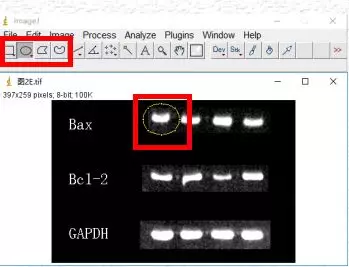 ImageJ
File Edit Image Process Analyze Plugins Window Help
A Dev Stk >>
图2E.tif
397x259 pixels; 8-bit; 100K
Bax
Bcl-2
GAPDH